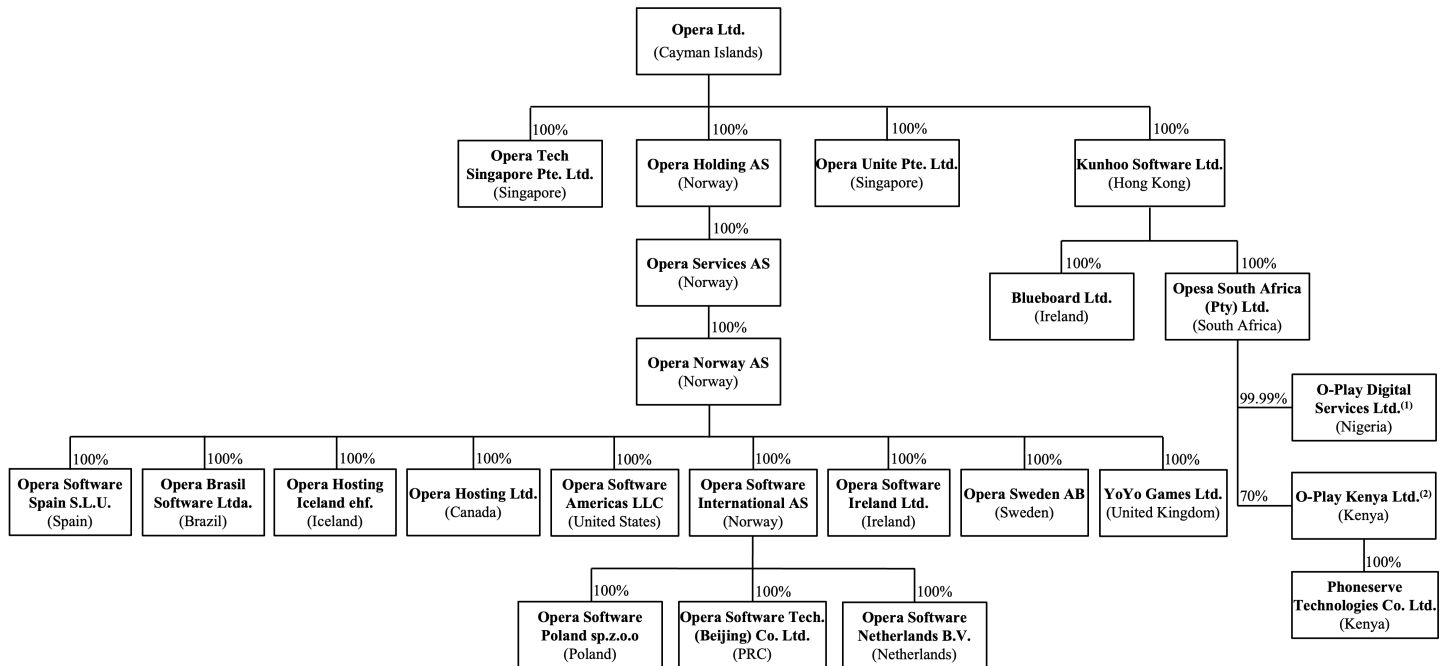 Opera Ltd.
(Cayman Islands)
100%
100%
100%
100%
Opera Tech
Singapore Pte. Ltd.
(Singapore)
Opera Holding AS
(Norway)
Opera Unite Pte. Ltd.
(Singapore)
Kunhoo Software Ltd.
(Hong Kong)
100%
Opera Services AS
(Norway)
100%
100%
Blueboard Ltd.
(Ireland)
Opesa South Africa
(Pty) Ltd.
(South Africa)
100%
Opera Norway AS
(Norway)
99.99%
O-Play Digital
Services Ltd.(1)
(Nigeria)
100%
100%
100%
100%
100%
100%
100%
100%
100%
Opera Software
Spain S.L.U.
(Spain)
Opera Brasil
Software Ltda.
(Brazil)
Opera Hosting
Iceland ehf.
(Iceland)
Opera Hosting Ltd.
(Canada)
Opera Software
Americas LLC
(United States)
Opera Software
International AS
(Norway)
Opera Software
Ireland Ltd.
(Ireland)
Opera Sweden AB
(Sweden)
YoYo Games Ltd.
(United Kingdom)
70%
O-Play Kenya Ltd.(2)
(Kenya)
100%
Phoneserve
Technologies Co. Ltd.
(Kenya)
100%
100%
100%
Opera Software
Poland sp.z.o.o
(Poland)
Opera Software Tech.
(Beijing) Co. Ltd.
(PRC)
Opera Software
Netherlands B.V.
(Netherlands)